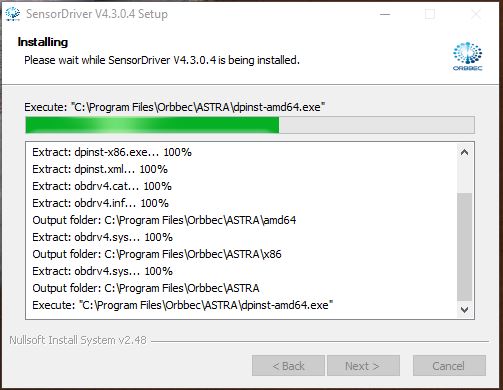 SensorDriver V4.3.0.4 Setup
Installing
Please wait while SensorDriver V4.3.0.4 is being installed.
ORBBEC
Execute: "C:\Program Files\Orbbec\ASTRA\dpinst-amd64.exe"
Extract: dpinst-x86.exe... 100%
Extract: dpinst.xml... 100%
Extract: obdrv4.cat... 100%
Extract: obdrv4.inf... 100%
Output folder: C:\Program Files\Orbbec\ASTRA\amd64
Extract: obdrv4.sys... 100%
Output folder: C:\Program Files\Orbbec\ASTRA\x86
Extract: obdrv4.sys... 100%
Output folder: C:\Program Files\Orbbec\ASTRA
Execute: "C:\Program Files\Orbbec\ASTRA\dpinst-amd64.exe"
Nullsoft Install System v2.48
< Back Next > Cancel